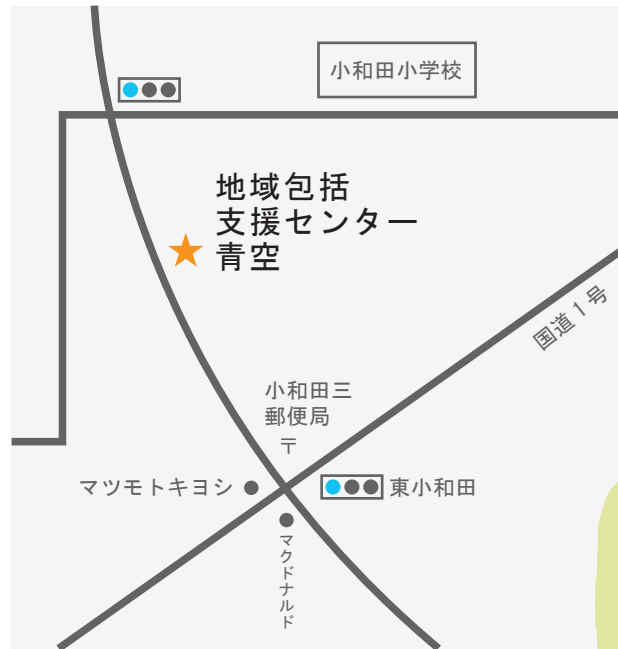 小和田小学校
地域包括
支援センター
青空
国道1号
小和田三
郵便局
〒
マツモトキヨシ
東小和田
マクドナルド